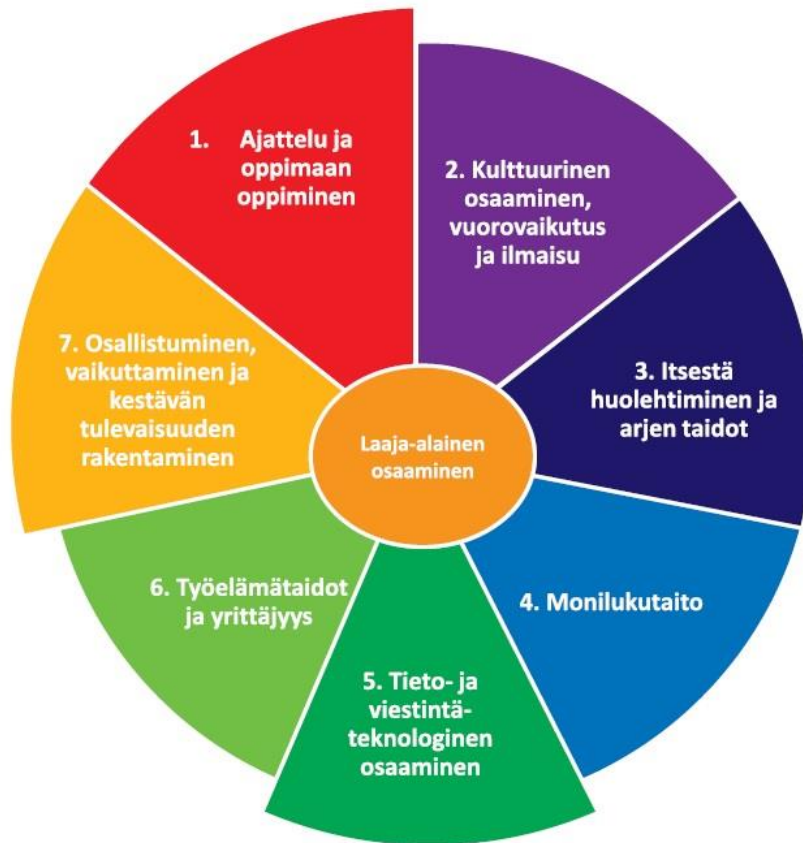 1. Ajattelu ja
oppimaan
oppiminen
2. Kulttuurinen
osaaminen,
vuorovaikutus
ja ilmaisu
3. Itsestä
huolehtiminen ja
arjen taidot
4. Monilukutaito
5. Tieto- ja
viestintä-
teknologinen
osaaminen
6. Työelämätaidot
ja yrittäjyys
7. Osallistuminen,
vaikuttaminen ja
kestävän
tulevaisuuden
rakentaminen
Laaja-alainen
osaaminen